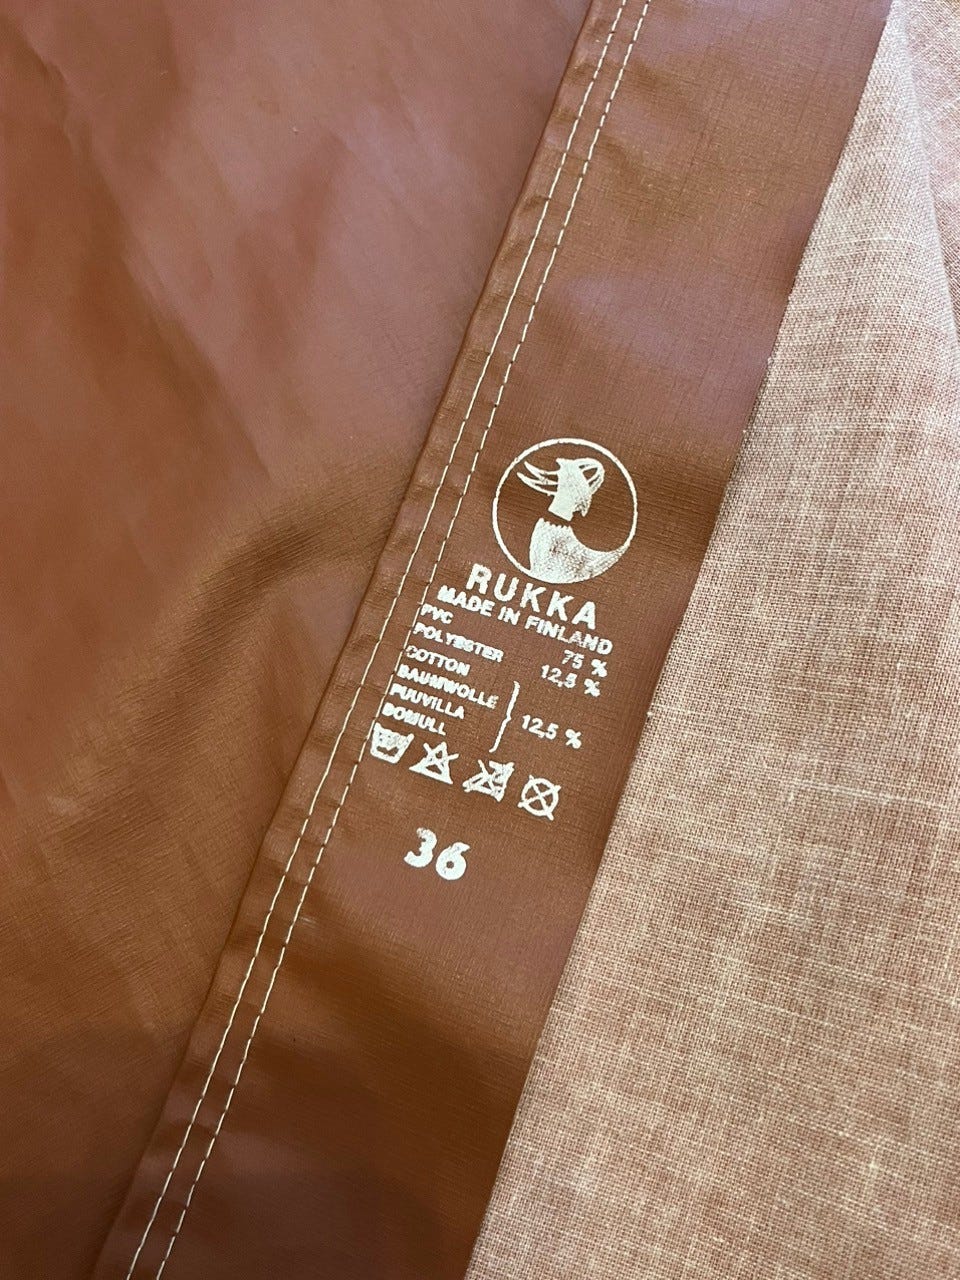 RUKKA
MADE IN FINLAND
PVC 75 %
POLYESTER 12,5 %
COTTON
BAUMWOLLE
PUUVILLA
BOMULL
} 12,5 %
36